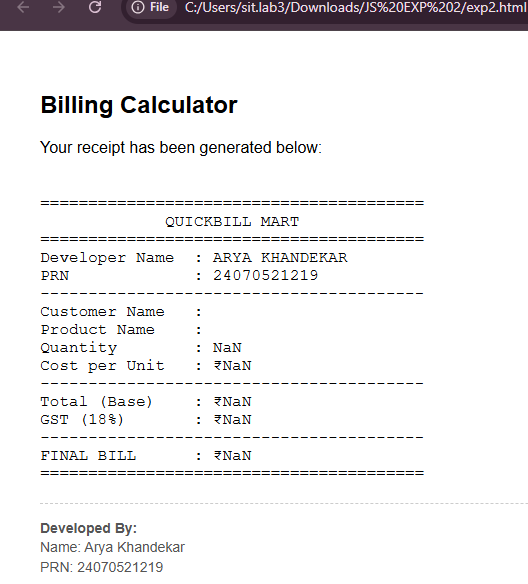 File C:/Users/sit.lab3/Downloads/JS%20EXP%202/exp2.html
Billing Calculator
Your receipt has been generated below:
========================================
QUICKBILL MART
========================================
Developer Name : ARYA KHANDEKAR
PRN : 24070521219
----------------------------------------
Customer Name :
Product Name :
Quantity : NaN
Cost per Unit : ₹NaN
----------------------------------------
Total (Base) : ₹NaN
GST (18%) : ₹NaN
----------------------------------------
FINAL BILL : ₹NaN
========================================
Developed By:
Name: Arya Khandekar
PRN: 24070521219